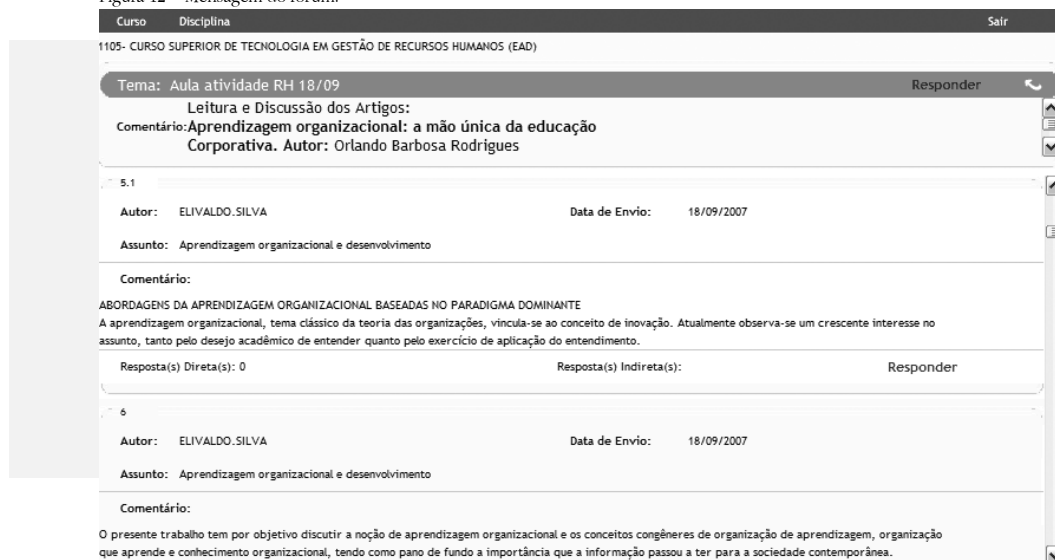 Figura 12 – Mensagem do fórum.
Curso Disciplina Sair
1105- CURSO SUPERIOR DE TECNOLOGIA EM GESTÃO DE RECURSOS HUMANOS (EAD)
Tema: Aula atividade RH 18/09 Responder
Leitura e Discussão dos Artigos:
Comentário: Aprendizagem organizacional: a mão única da educação
Corporativa. Autor: Orlando Barbosa Rodrigues
5.1
Autor: ELIVALDO.SILVA Data de Envio: 18/09/2007
Assunto: Aprendizagem organizacional e desenvolvimento
Comentário:
ABORDAGENS DA APRENDIZAGEM ORGANIZACIONAL BASEADAS NO PARADIGMA DOMINANTE
A aprendizagem organizacional, tema clássico da teoria das organizações, vincula-se ao conceito de inovação. Atualmente observa-se um crescente interesse no
assunto, tanto pelo desejo acadêmico de entender quanto pelo exercício de aplicação do entendimento.
Resposta(s) Direta(s): 0 Resposta(s) Indireta(s): Responder
6
Autor: ELIVALDO.SILVA Data de Envio: 18/09/2007
Assunto: Aprendizagem organizacional e desenvolvimento
Comentário:
O presente trabalho tem por objetivo discutir a noção de aprendizagem organizacional e os conceitos congêneres de organização de aprendizagem, organização
que aprende e conhecimento organizacional, tendo como pano de fundo a importância que a informação passou a ter para a sociedade contemporânea.